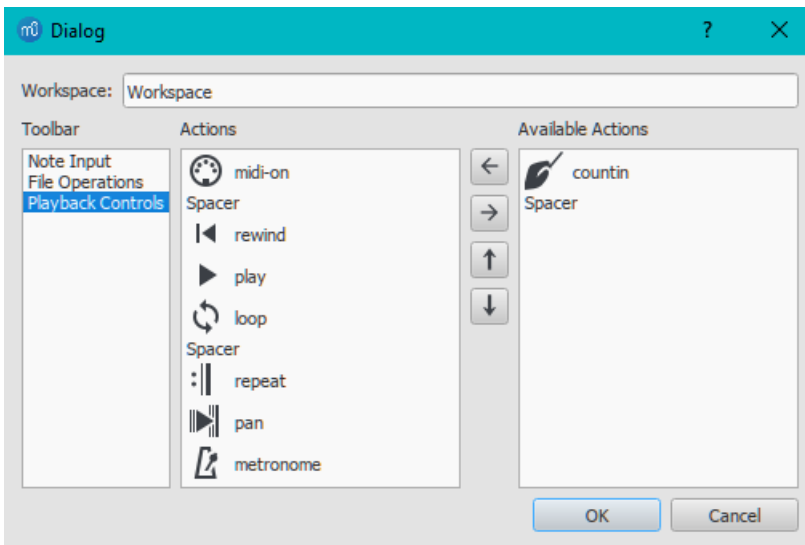 Dialog
Workspace: Workspace
Toolbar
Note Input
File Operations
Playback Controls
Actions
midi-on
Spacer
rewind
play
loop
Spacer
repeat
pan
metronome
Available Actions
countin
Spacer
OK
Cancel